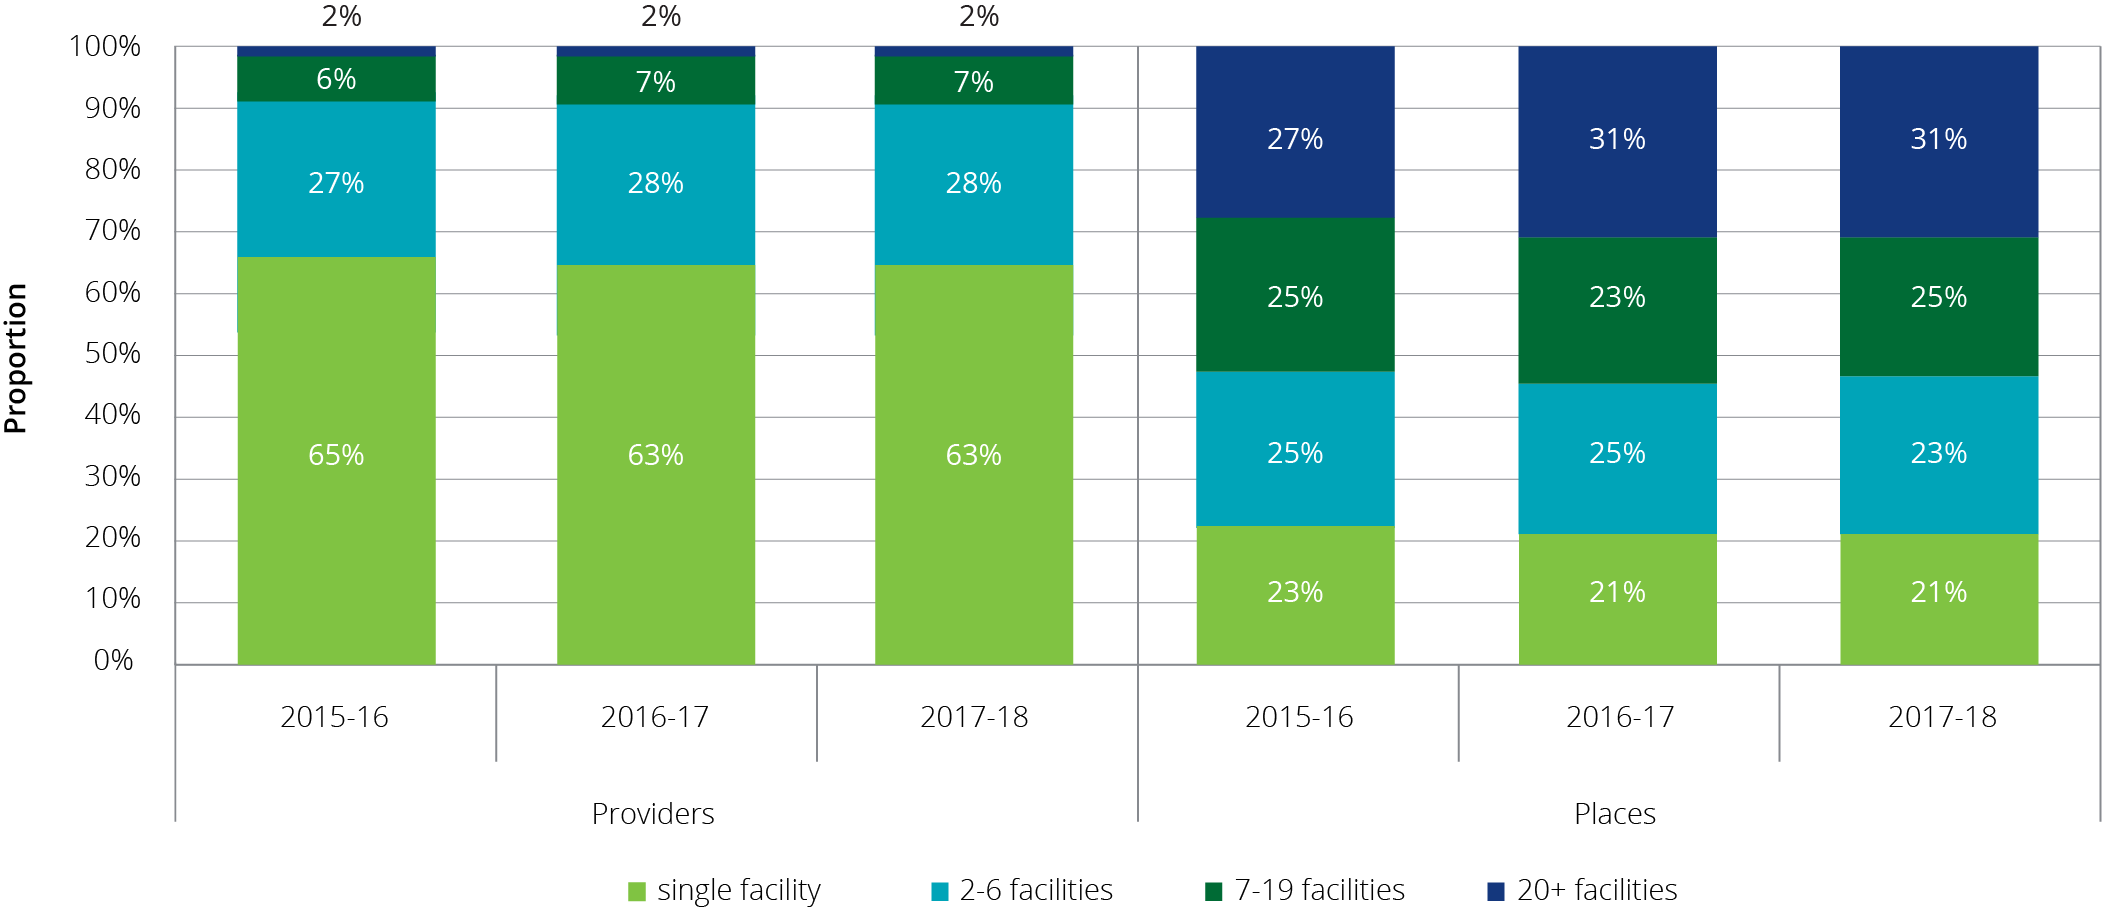 2% 2% 2%
100%
90%
80%
70%
60%
50%
40%
30%
20%
10%
0%
Proportion
6% 7% 7%
27% 31% 31%
27% 28% 28%
25% 23% 25%
65% 63% 63%
25% 25% 23%
23% 21% 21%
2015-16 2016-17 2017-18 2015-16 2016-17 2017-18
Providers Places
single facility 2-6 facilities 7-19 facilities 20+ facilities